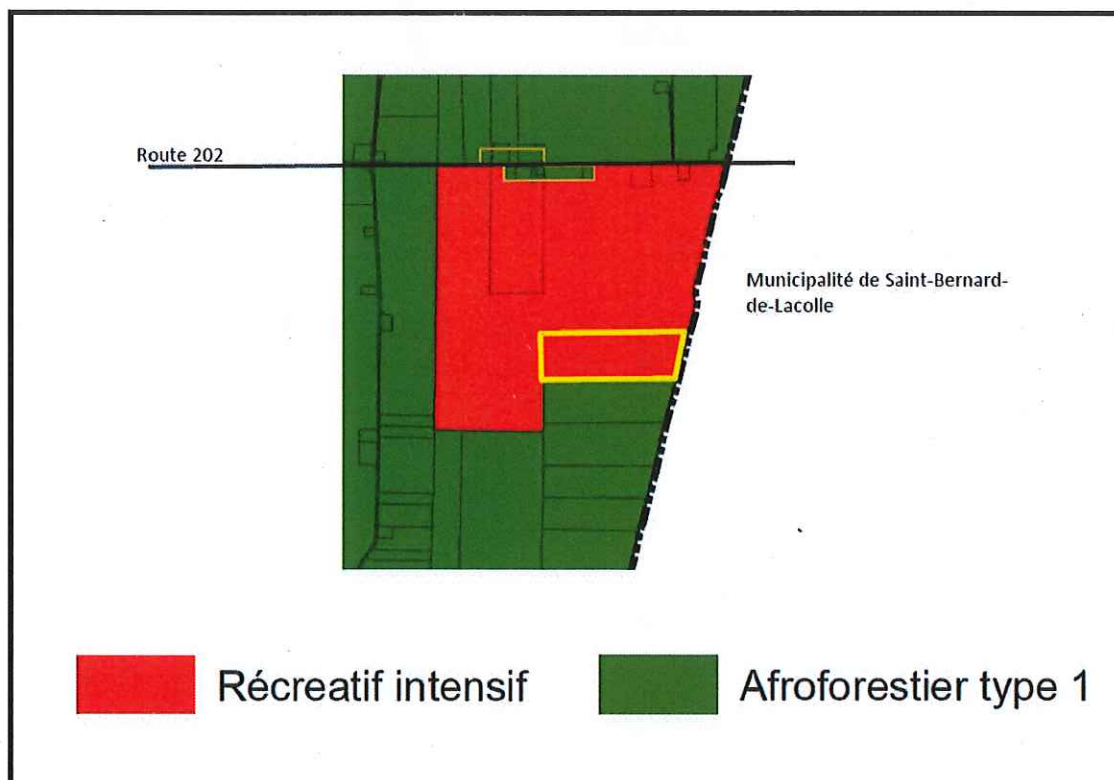 Route 202
Municipalité de Saint-Bernard-
de-Lacolle
Récreatif intensif
Afroforestier type 1